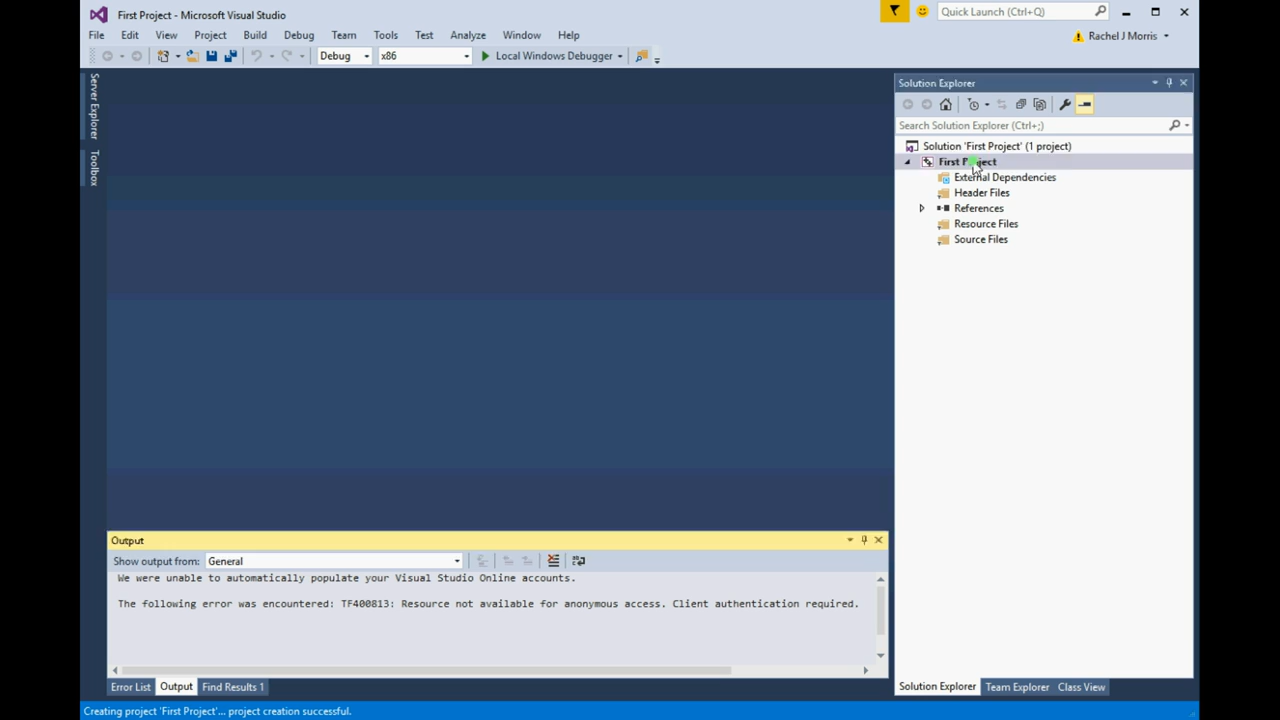 First Project - Microsoft Visual Studio
Quick Launch (Ctrl+Q)
File Edit View Project Build Debug Team Tools Test Analyze Window Help
Rachel J Morris
Debug x86 Local Windows Debugger
Server Explorer
Toolbox
Solution Explorer
Search Solution Explorer (Ctrl+;)
Solution 'First Project' (1 project)
First Project
External Dependencies
Header Files
References
Resource Files
Source Files
Output
Show output from: General
We were unable to automatically populate your Visual Studio Online accounts.
The following error was encountered: TF400813: Resource not available for anonymous access. Client authentication required.
Error List Output Find Results 1
Solution Explorer Team Explorer Class View
Creating project 'First Project'... project creation successful.